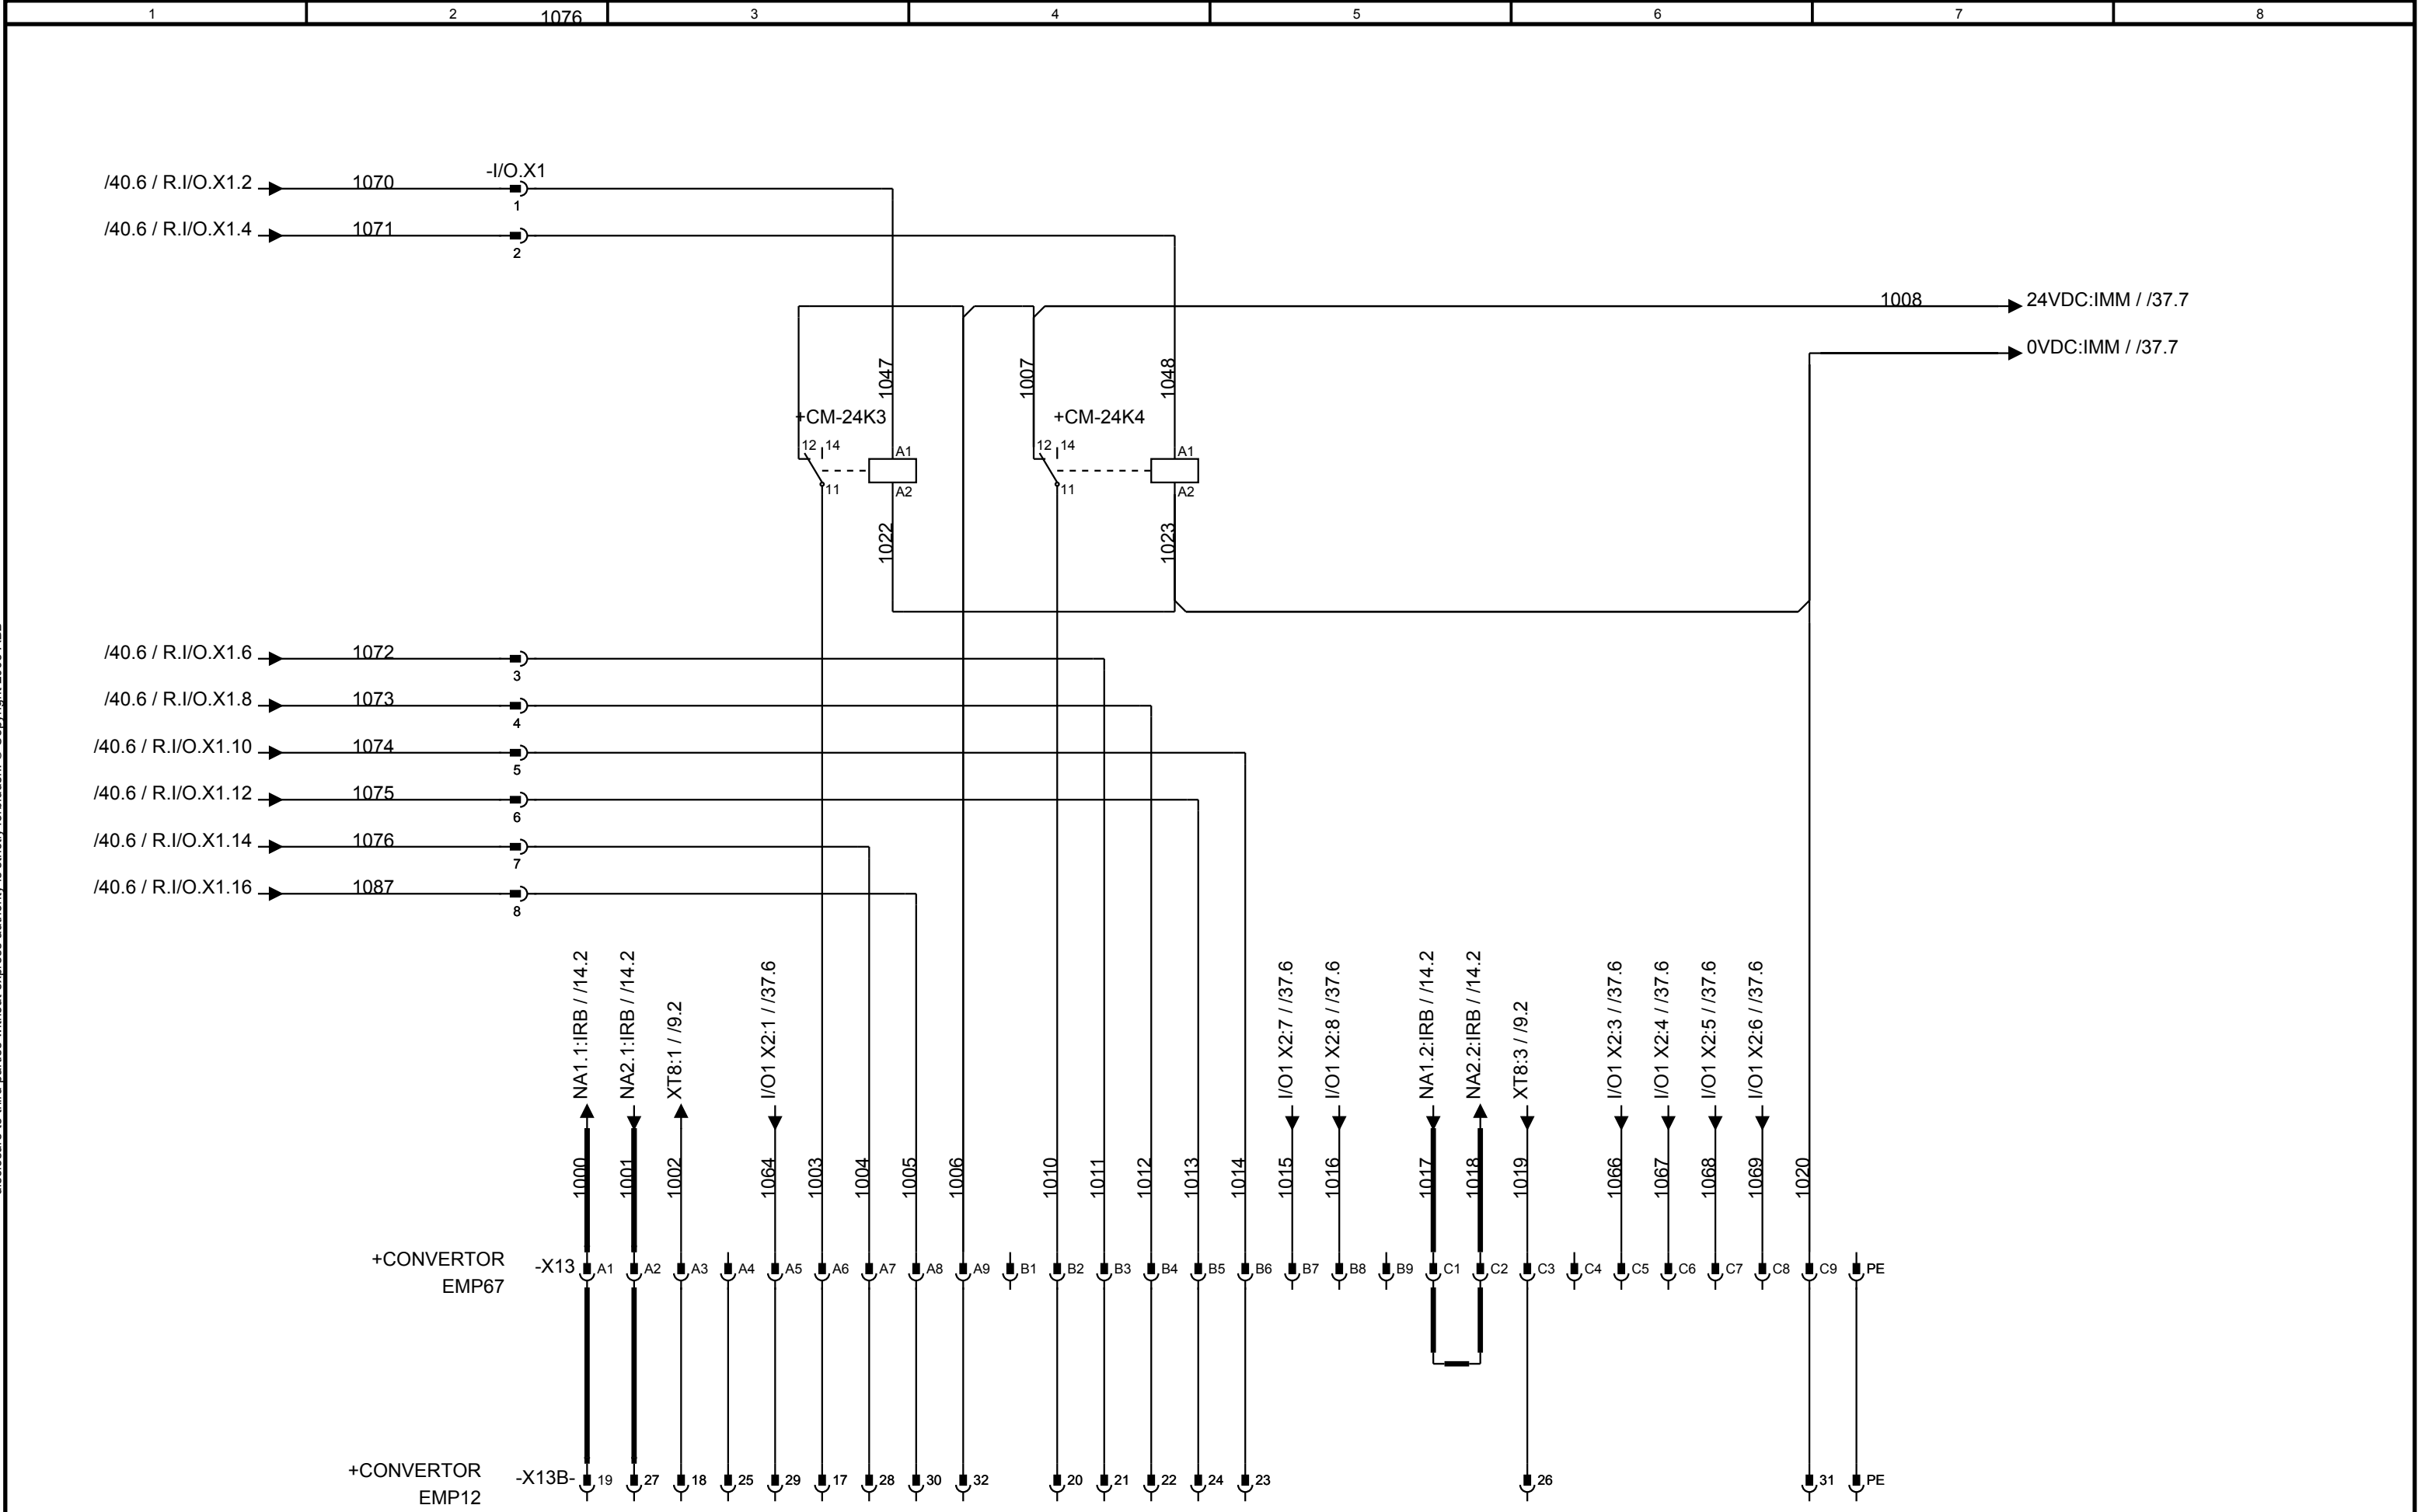 1 2 3 4 5 6 7 8
1076
-I/O.X1
/40.6 / R.I/O.X1.2 1070
1
/40.6 / R.I/O.X1.4 1071
2
1008 24VDC:IMM / /37.7
0VDC:IMM / /37.7
1047 1007 1048
+CM-24K3 +CM-24K4
12 14 A1 12 14 A1
11 A2 11 A2
1022 1023
/40.6 / R.I/O.X1.6 1072
3
/40.6 / R.I/O.X1.8 1073
4
/40.6 / R.I/O.X1.10 1074
5
/40.6 / R.I/O.X1.12 1075
6
/40.6 / R.I/O.X1.14 1076
7
/40.6 / R.I/O.X1.16 1087
8
NA1.1:IRB / /14.2
NA2.1:IRB / /14.2
XT8:1 / /9.2
I/O1 X2:1 / /37.6
I/O1 X2:7 / /37.6
I/O1 X2:8 / /37.6
NA1.2:IRB / /14.2
NA2.2:IRB / /14.2
XT8:3 / /9.2
I/O1 X2:3 / /37.6
I/O1 X2:4 / /37.6
I/O1 X2:5 / /37.6
I/O1 X2:6 / /37.6
1000 1001 1002 1064 1003 1004 1005 1006 1010 1011 1012 1013 1014 1015 1016 1017 1018 1019 1066 1067 1068 1069 1020
+CONVERTOR -X13 A1 A2 A3 A4 A5 A6 A7 A8 A9 B1 B2 B3 B4 B5 B6 B7 B8 B9 C1 C2 C3 C4 C5 C6 C7 C8 C9 PE
EMP67
+CONVERTOR -X13B- 19 27 18 25 29 17 28 30 32 20 21 22 24 23 26 31 PE
EMP12